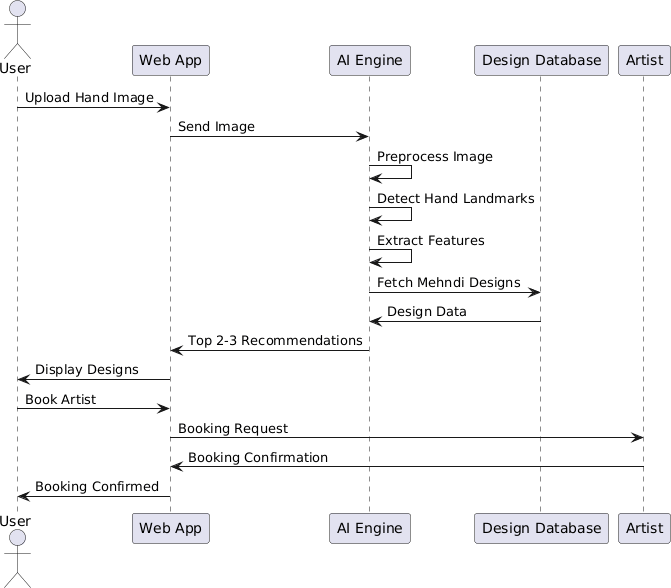 User
Web App
AI Engine
Design Database
Artist
Upload Hand Image
Send Image
Preprocess Image
Detect Hand Landmarks
Extract Features
Fetch Mehndi Designs
Design Data
Top 2-3 Recommendations
Display Designs
Book Artist
Booking Request
Booking Confirmation
Booking Confirmed
User
Web App
AI Engine
Design Database
Artist